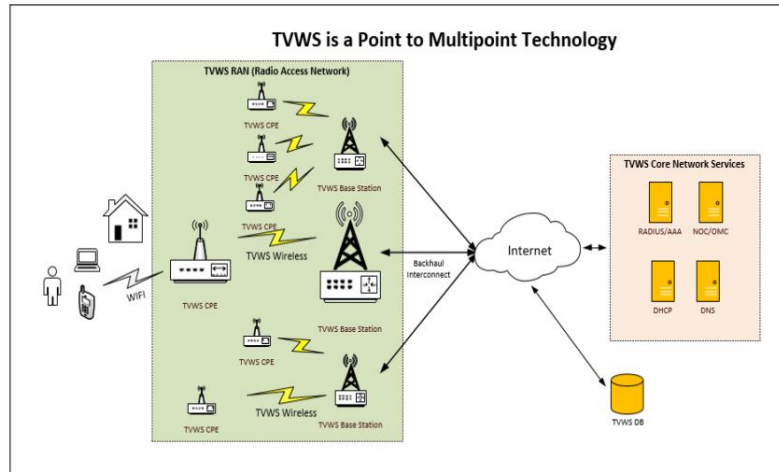 TVWS is a Point to Multipoint Technology
TVWS RAN (Radio Access Network)
TVWS CPE
TVWS CPE
TVWS Base Station
TVWS CPE
TVWS Wireless
TVWS CPE
WIFI
TVWS Base Station
TVWS CPE
TVWS Wireless
TVWS CPE
TVWS Base Station
Backhaul
Interconnect
Internet
TVWS Core Network Services
RADIUS/AAA
NOC/OMC
DHCP
DNS
TVWS DB